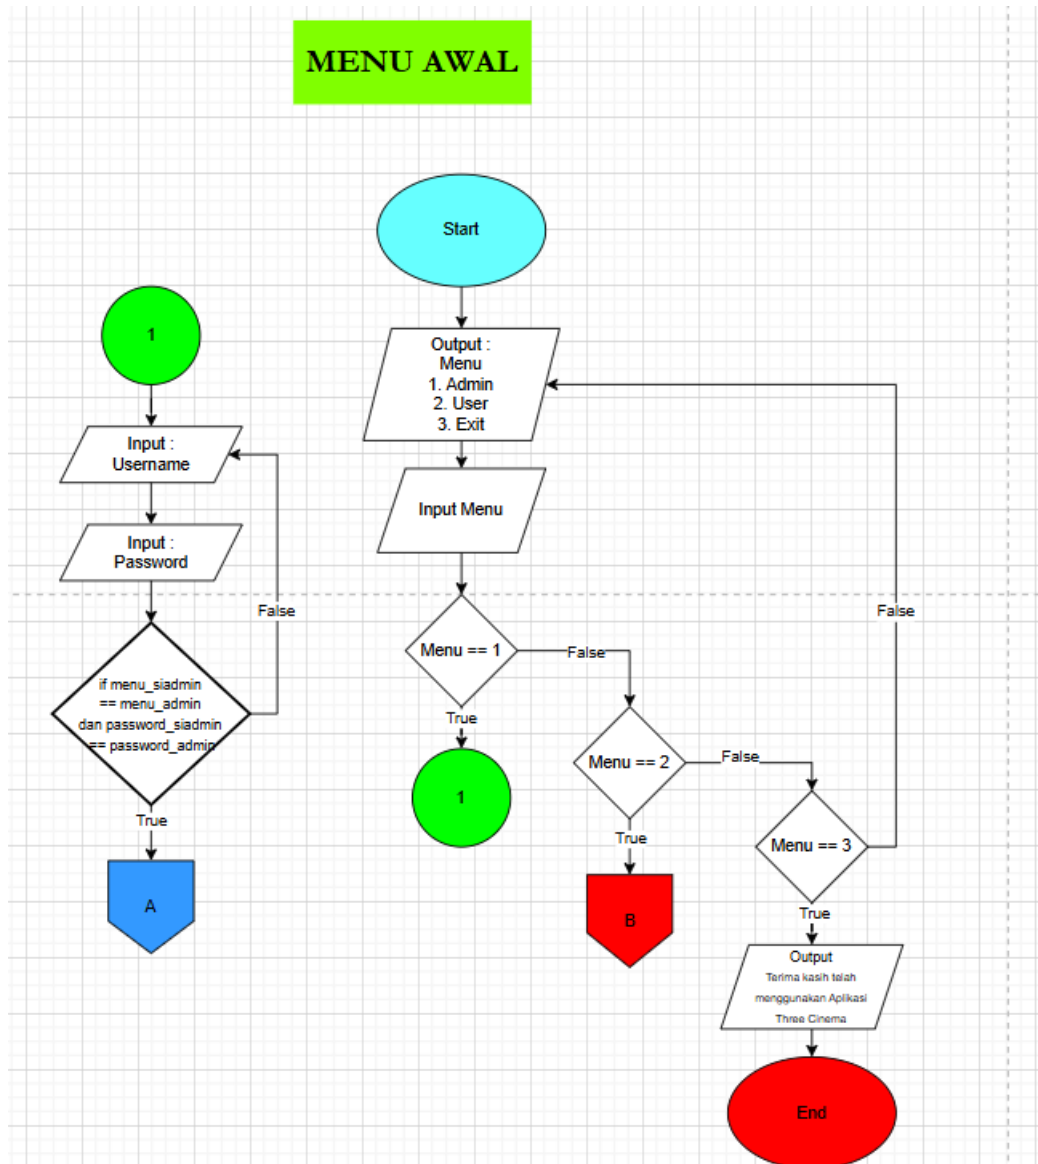 MENU AWAL
Start
Output :
Menu
1. Admin
2. User
3. Exit
Input Menu
Menu == 1
False
True
1
Menu == 2
False
True
B
Menu == 3
False
True
Output
Terima kasih telah
menggunakan Aplikasi
Three Cinema
End
1
Input :
Username
Input :
Password
False
if menu_siadmin
== menu_admin
dan password_siadmin
== password_admin
True
A